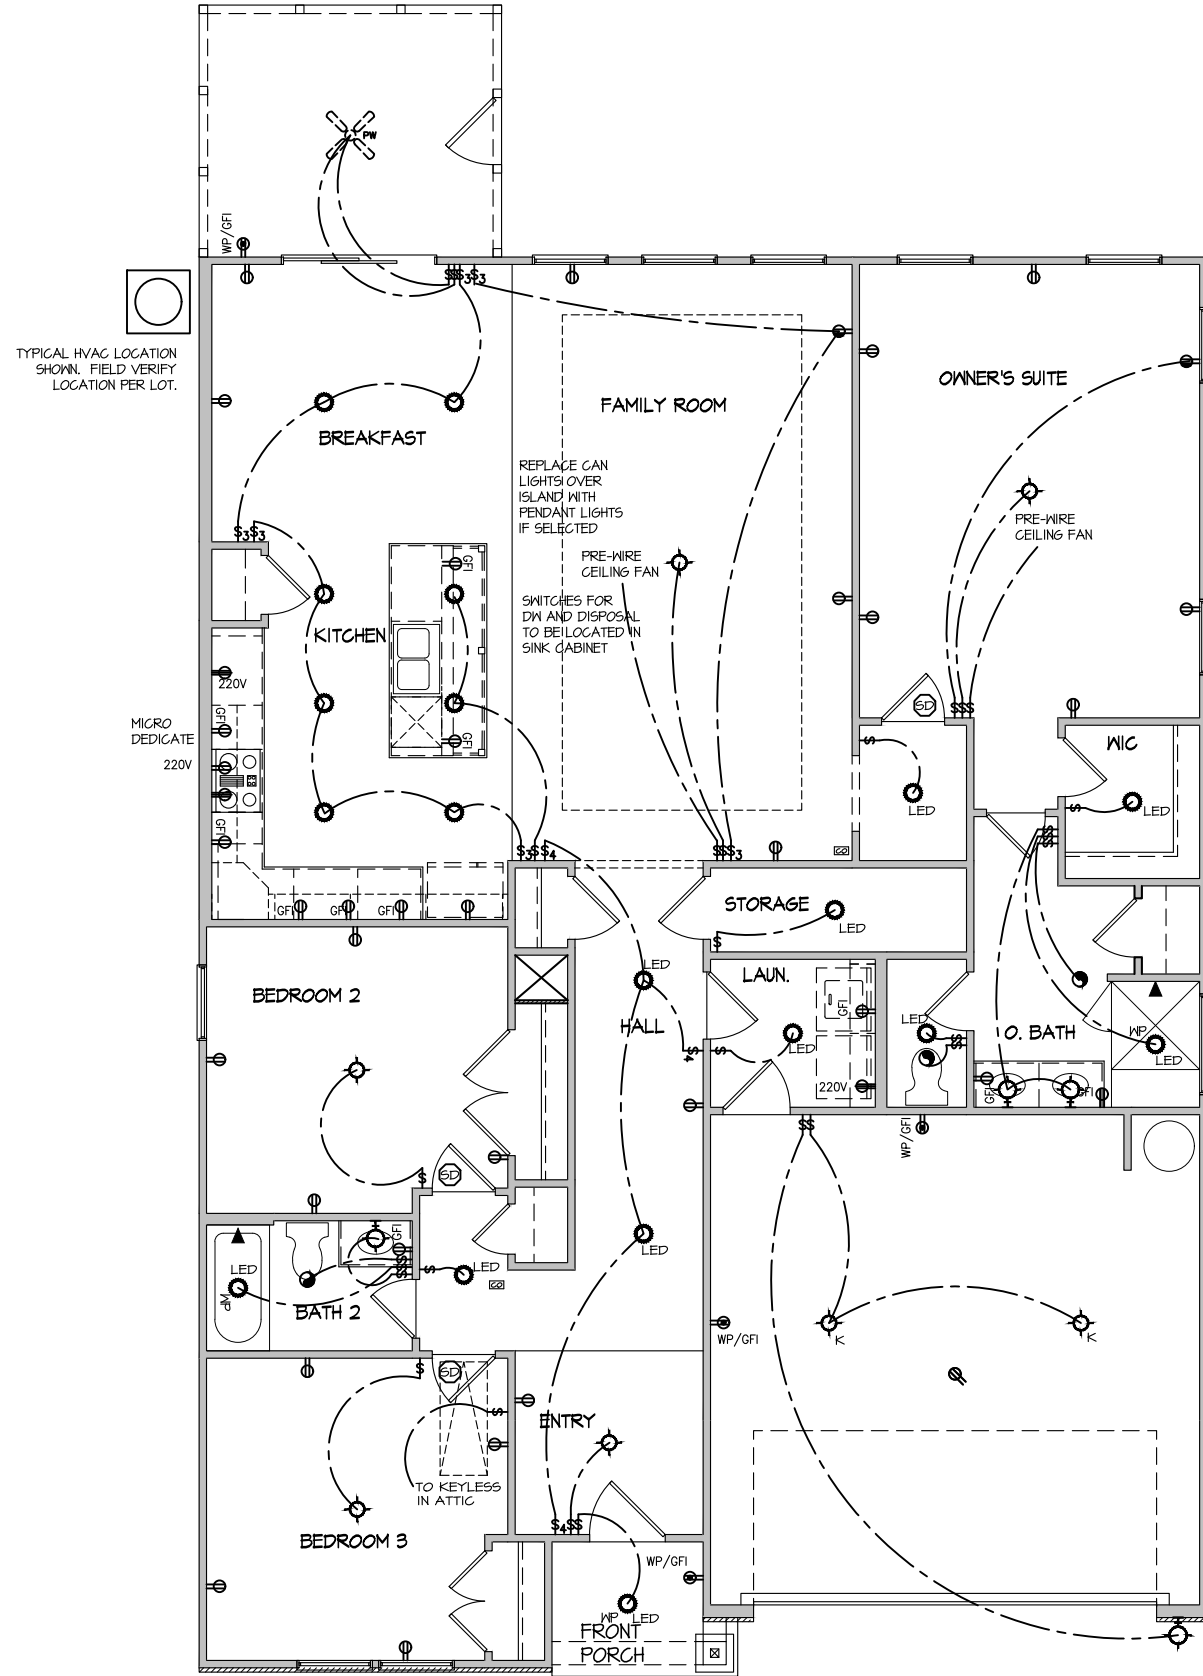 PW
WP/GFI
$$$3$3
TYPICAL HVAC LOCATION
SHOWN. FIELD VERIFY
LOCATION PER LOT.
OWNER'S SUITE
FAMILY ROOM
BREAKFAST
REPLACE CAN
LIGHTS OVER
ISLAND WITH
PENDANT LIGHTS
IF SELECTED
PRE-WIRE
CEILING FAN
$3$3
GFI
PRE-WIRE
CEILING FAN
SWITCHES FOR
DW AND DISPOSAL
TO BE LOCATED IN
SINK CABINET
KITCHEN
220V
SD
$$$
GFI
MICRO
DEDICATE
220V
GFI
$
WIC
LED
$
LED
GFI
$3$$4
$$$3
CO
$$$$
GFI
GFI
GFI
STORAGE
LED
$
BEDROOM 2
LED
LAUN.
GFI
HALL
LED
O. BATH
WP
LED
$4
$
LED
$$
220V
GFI
GFI
WP/GFI
$$
SD
$
GFI
LED
$$$$
LED
WP
$
LED
CO
BATH 2
WP/GFI
K
K
$
SD
$
ENTRY
TO KEYLESS
IN ATTIC
BEDROOM 3
$4$$
WP/GFI
WP
LED
FRONT
PORCH